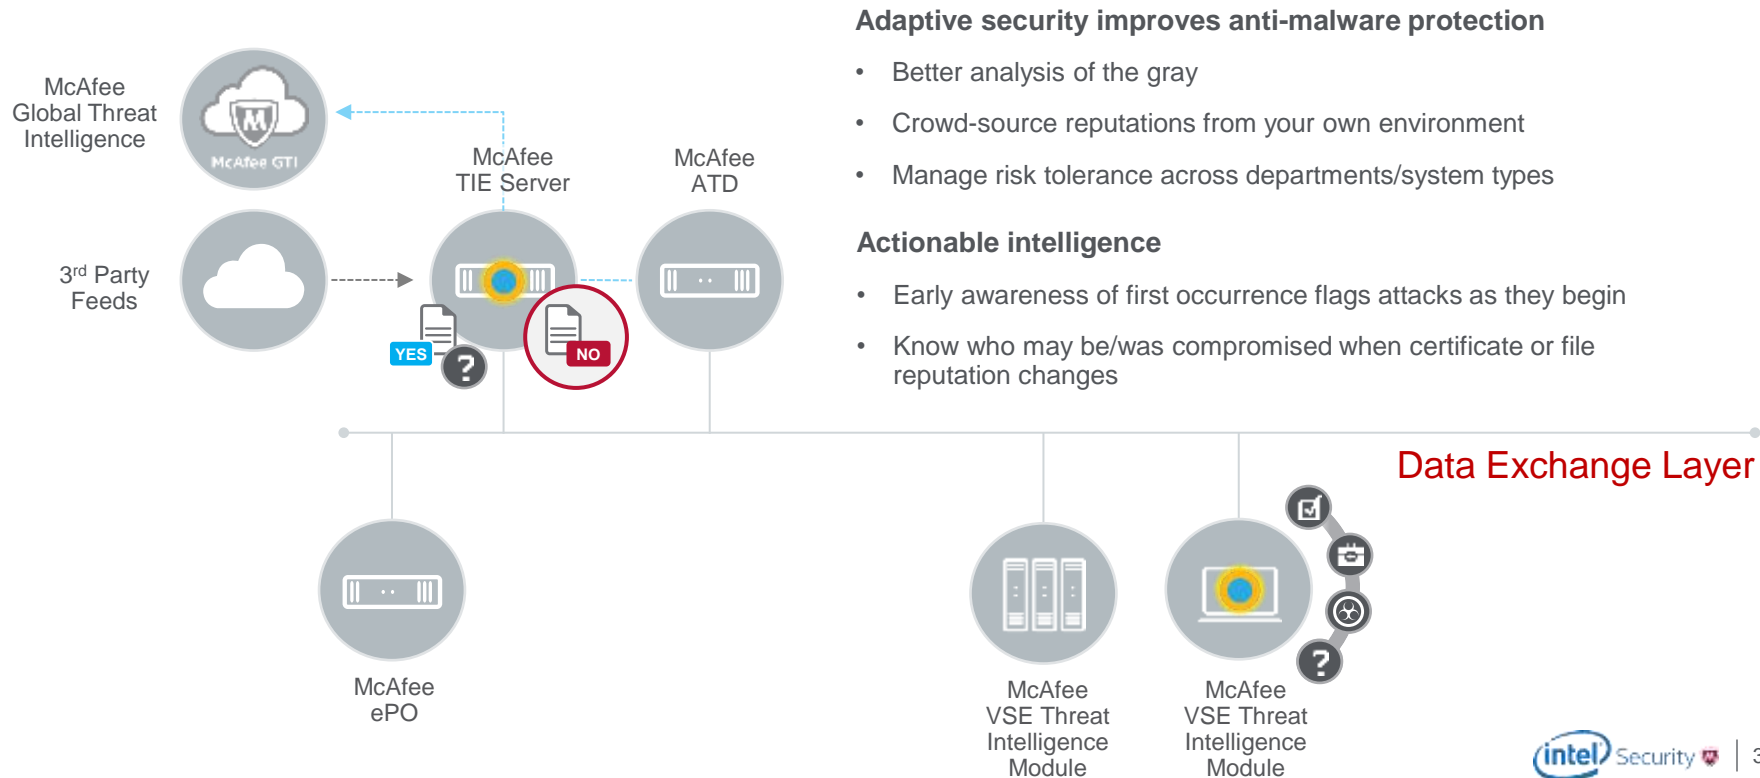 Adaptive security improves anti-malware protection
• Better analysis of the gray
• Crowd-source reputations from your own environment
• Manage risk tolerance across departments/system types
Actionable intelligence
• Early awareness of first occurrence flags attacks as they begin
• Know who may be/was compromised when certificate or file
reputation changes
McAfee
Global Threat
Intelligence
McAfee GTI
McAfee
TIE Server
McAfee
ATD
3rd Party
Feeds
YES
?
NO
Data Exchange Layer
McAfee
ePO
McAfee
VSE Threat
Intelligence
Module
McAfee
VSE Threat
Intelligence
Module
?
intel Security